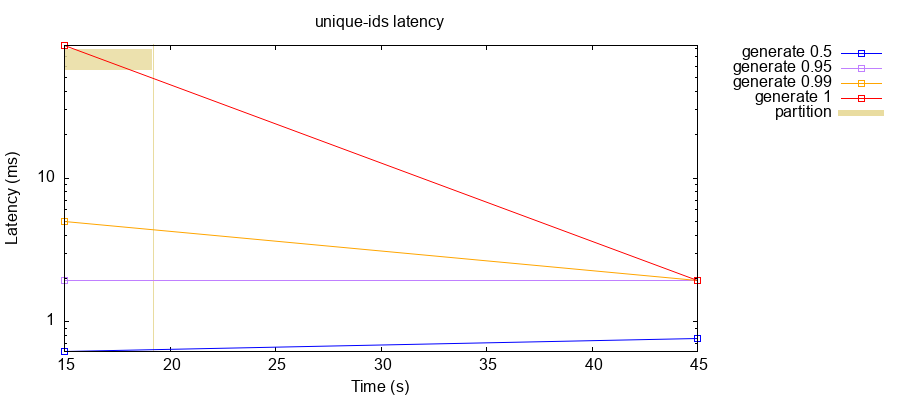 unique-ids latency
generate 0.5
generate 0.95
generate 0.99
generate 1
partition
Latency (ms)
10
1
15 20 25 30 35 40 45
Time (s)